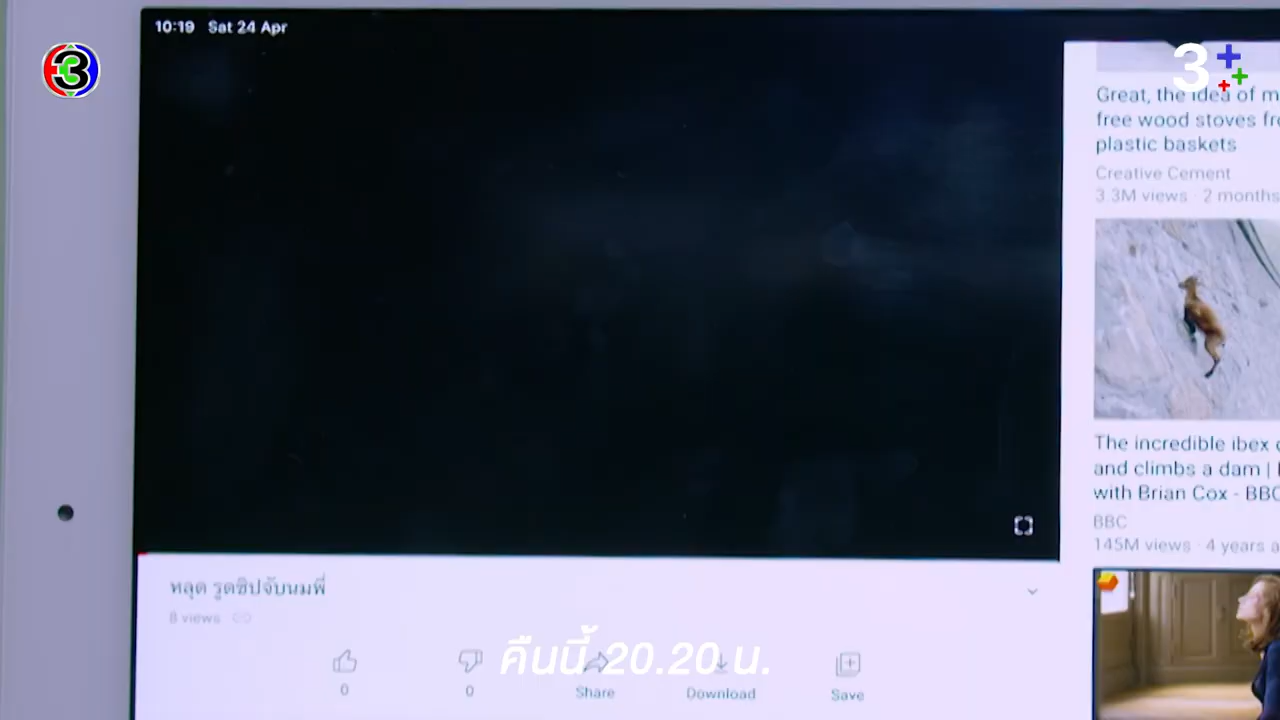 10:19 Sat 24 Apr
3
3
Great, the idea of m
free wood stoves fr
plastic baskets
Creative Cement
3.3M views · 2 months
The incredible ibex
and climbs a dam |
with Brian Cox - BBC
BBC
145M views · 4 years a
หลุด รูดซิปจับนมพี่
8 views
0
0
Share
Download
Save
คืนนี้ 20.20 น.